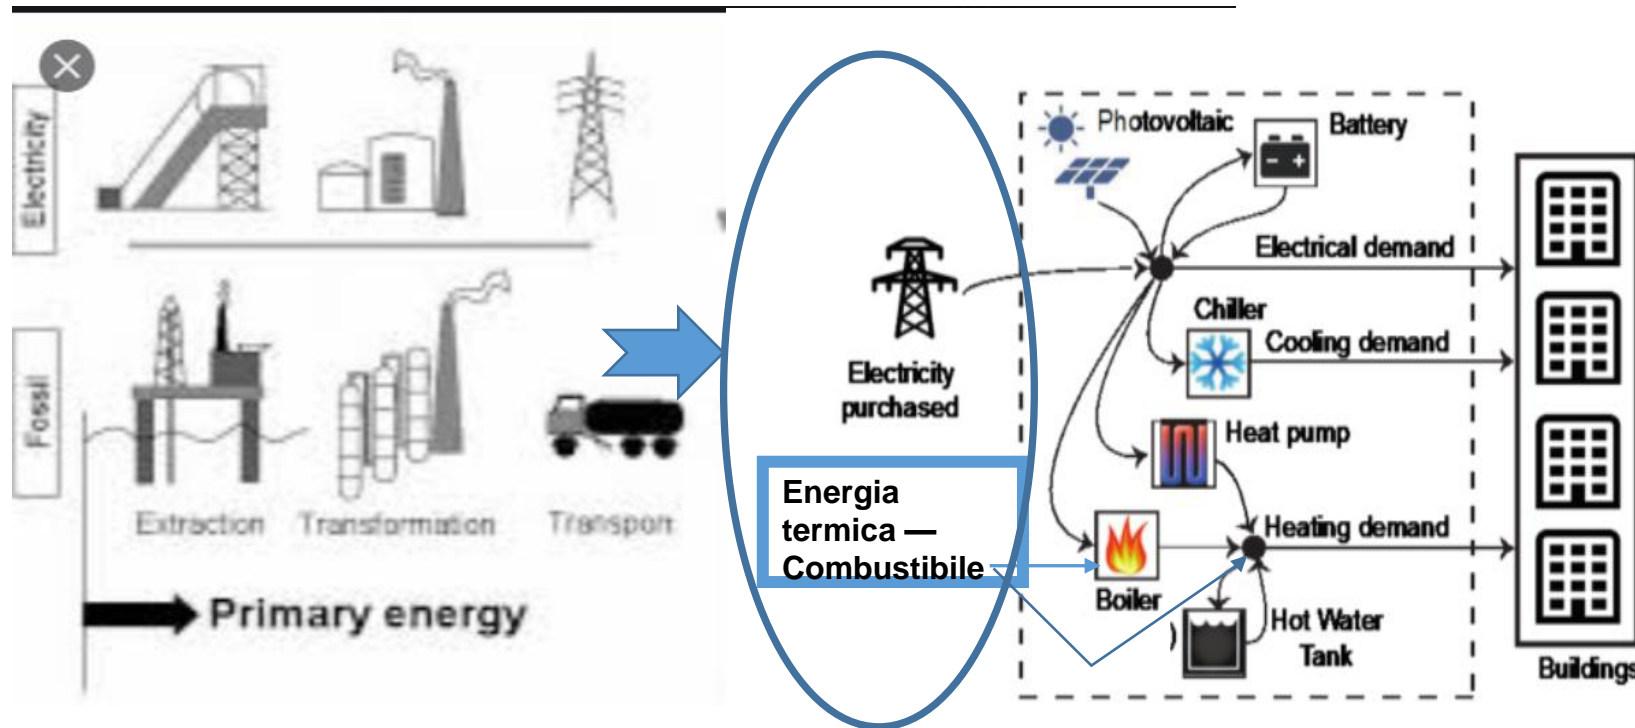 Electricity
Fossil
Extraction
Transformation
Transport
Primary energy
Electricity
purchased
Energia
termica —
Combustibile
Photovoltaic
Battery
Electrical demand
Chiller
Cooling demand
Heat pump
Heating demand
Boiler
Hot Water
Tank
Buildings